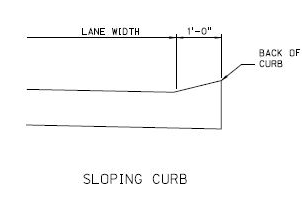 LANE WIDTH 1'-0"
BACK OF
CURB
SLOPING CURB